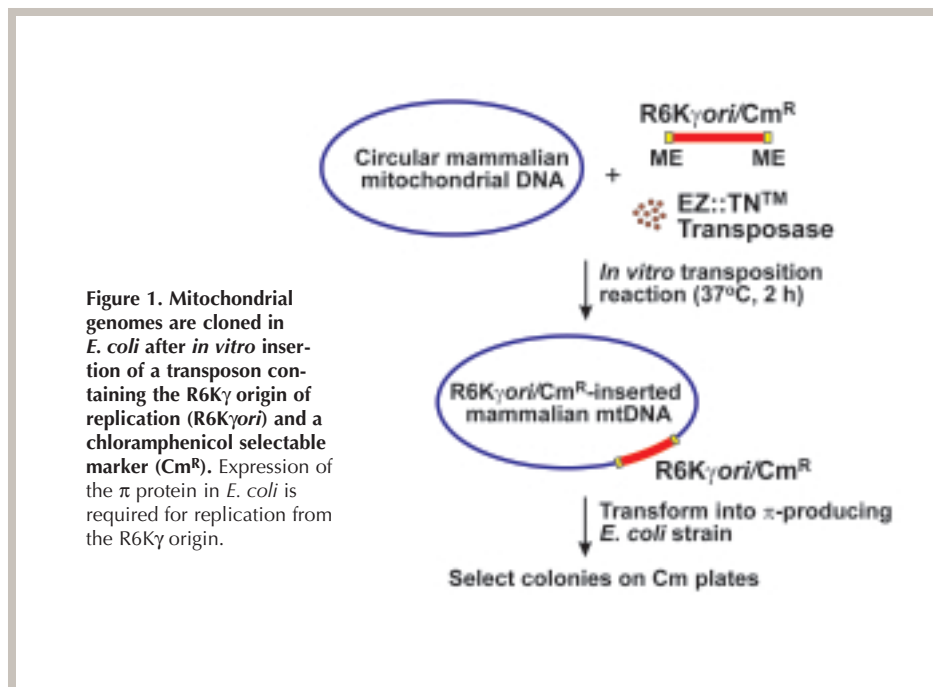 Circular mammalian
mitochondrial DNA
+
R6Kγori/Cmᴿ
ME ME
EZ::TN™
Transposase
In vitro transposition
reaction (37ºC, 2 h)
R6Kγori/Cmᴿ-inserted
mammalian mtDNA
R6Kγori/Cmᴿ
Transform into π-producing
E. coli strain
Select colonies on Cm plates
Figure 1. Mitochondrial
genomes are cloned in
E. coli after in vitro inser-
tion of a transposon con-
taining the R6Kγ origin of
replication (R6Kγori) and a
chloramphenicol selectable
marker (Cmᴿ). Expression of
the π protein in E. coli is
required for replication from
the R6Kγ origin.